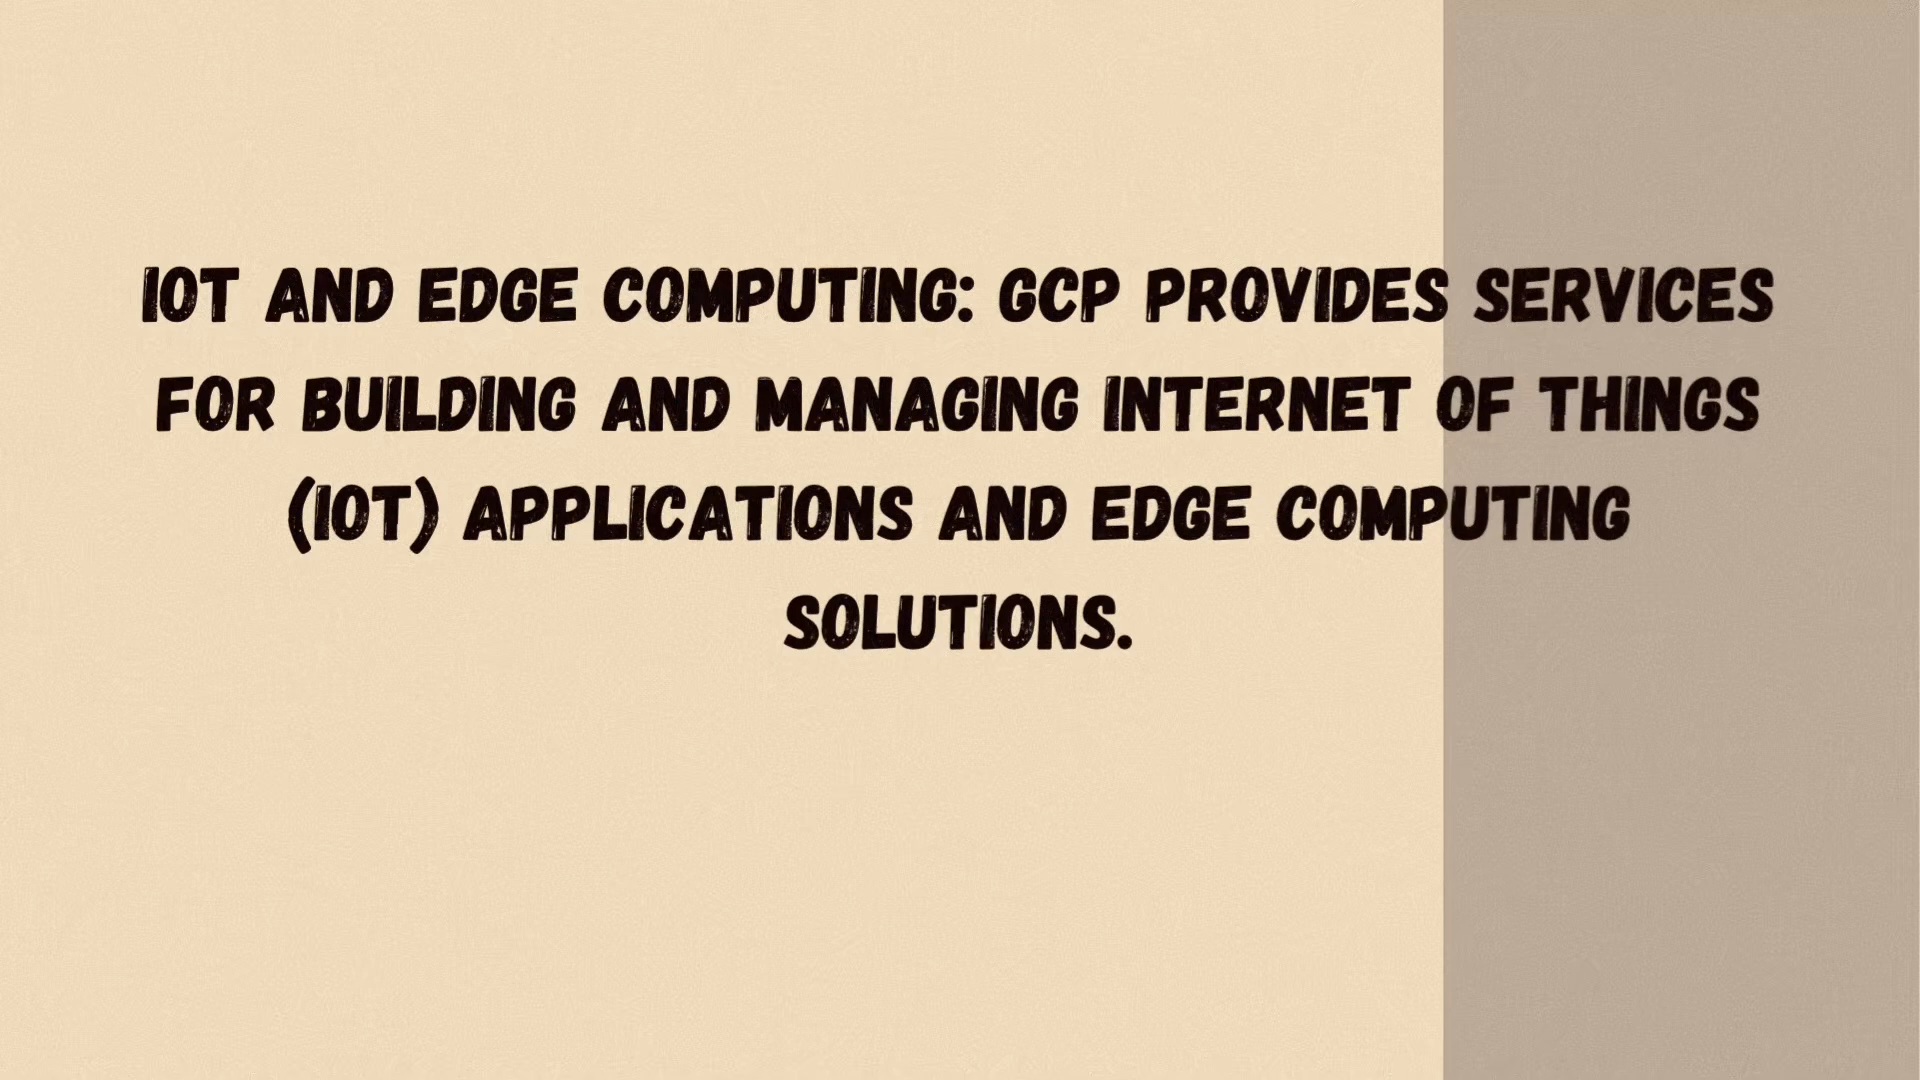 IOT AND EDGE COMPUTING: GCP PROVIDES SERVICES
FOR BUILDING AND MANAGING INTERNET OF THINGS
(IOT) APPLICATIONS AND EDGE COMPUTING
SOLUTIONS.